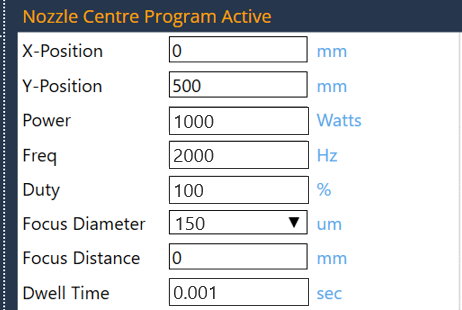 Nozzle Centre Program Active
X-Position 0 mm
Y-Position 500 mm
Power 1000 Watts
Freq 2000 Hz
Duty 100 %
Focus Diameter 150 ▼ um
Focus Distance 0 mm
Dwell Time 0.001 sec